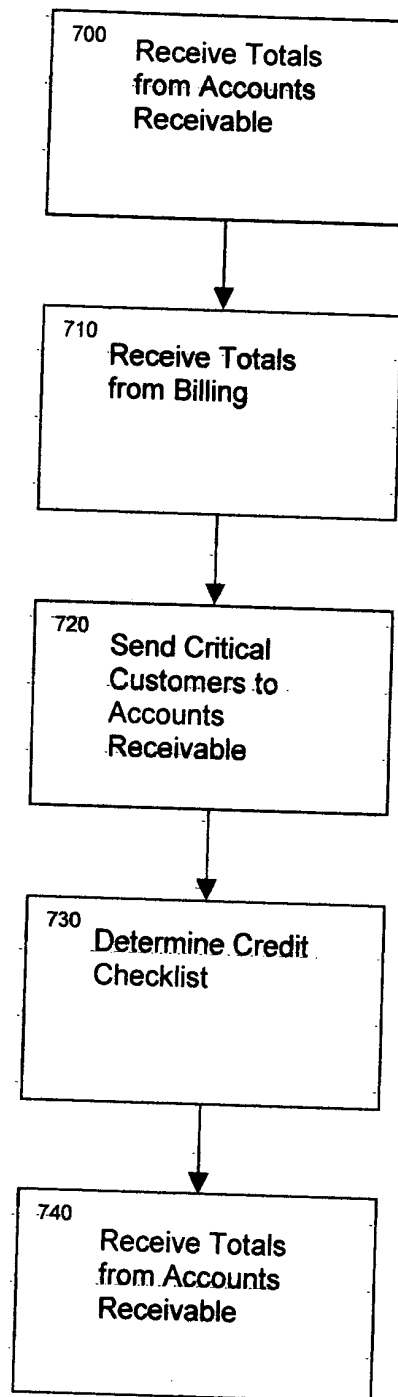 700
Receive Totals
from Accounts
Receivable
710
Receive Totals
from Billing
720
Send Critical
Customers to
Accounts
Receivable
730
Determine Credit
Checklist
740
Receive Totals
from Accounts
Receivable